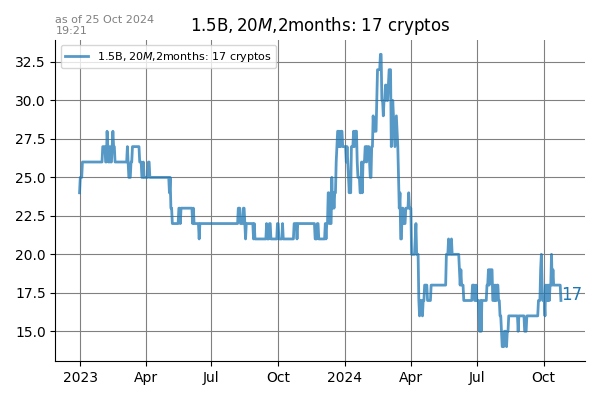 as of 25 Oct 2024
19:21
1.5B, 20M,2months: 17 cryptos
1.5B, 20M,2months: 17 cryptos
32.5
30.0
27.5
25.0
22.5
20.0
17.5
15.0
17
2023 Apr Jul Oct 2024 Apr Jul Oct